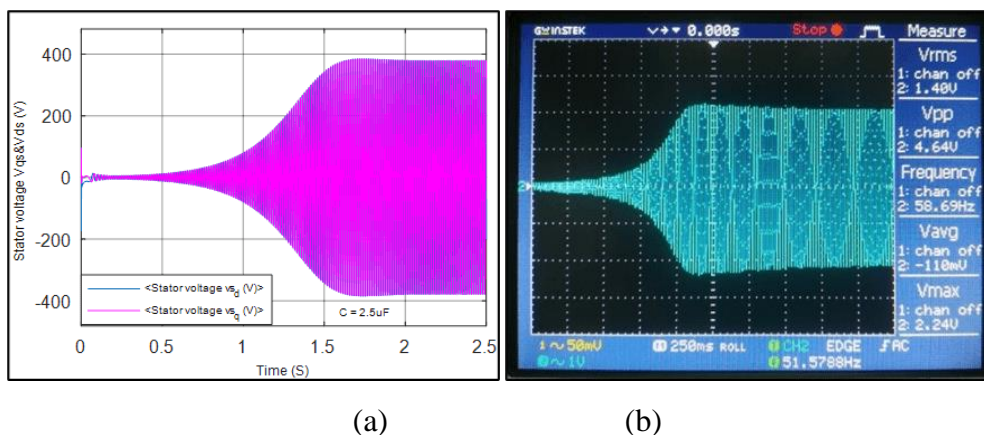 400
200
0
-200
-400
Stator voltage Vqs&Vds (V)
<Stator voltage vs_d (V)>
<Stator voltage vs_q (V)>
C = 2.5uF
0 0.5 1 1.5 2 2.5
Time (S)
(a)
GWINSTEK 0.000s Stop
Measure
Vrms
1: chan off
2: 1.40V
Vpp
1: chan off
2: 4.64V
Frequency
1: chan off
2: 58.69Hz
Vavg
1: chan off
2: -110mV
Vmax
1: chan off
2: 2.24V
2
1 ~ 50mV 250ms ROLL CH2 EDGE AC
~ 1V 51.5788Hz
(b)